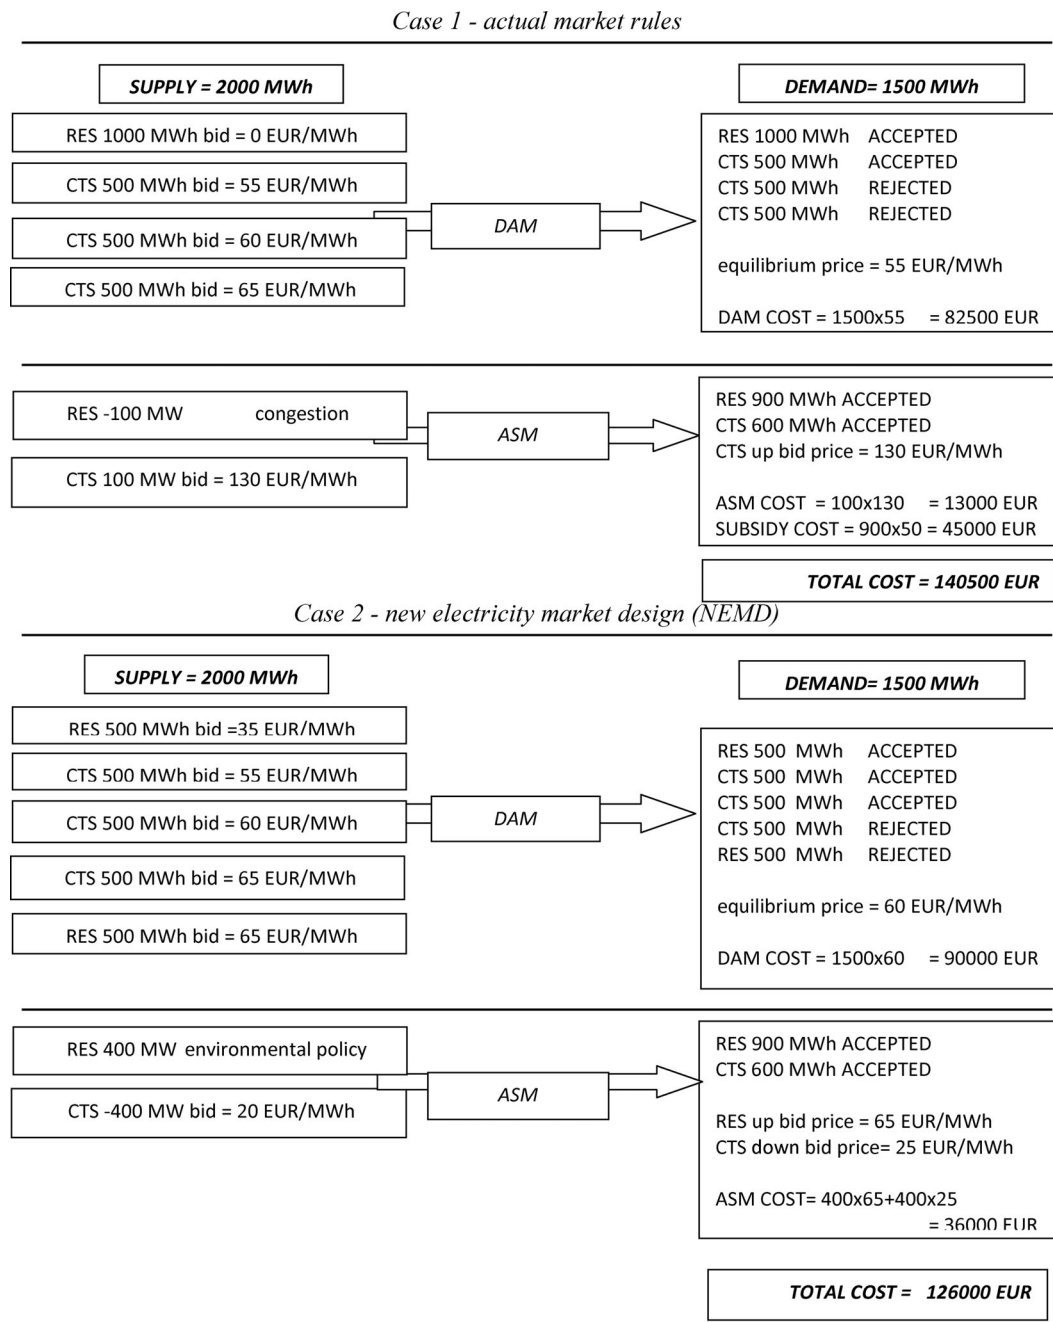 Case 1 - actual market rules
SUPPLY = 2000 MWh
RES 1000 MWh bid = 0 EUR/MWh
CTS 500 MWh bid = 55 EUR/MWh
CTS 500 MWh bid = 60 EUR/MWh
CTS 500 MWh bid = 65 EUR/MWh
DAM
DEMAND= 1500 MWh
RES 1000 MWh ACCEPTED
CTS 500 MWh ACCEPTED
CTS 500 MWh REJECTED
CTS 500 MWh REJECTED
equilibrium price = 55 EUR/MWh
DAM COST = 1500x55 = 82500 EUR
RES -100 MW congestion
CTS 100 MW bid = 130 EUR/MWh
ASM
RES 900 MWh ACCEPTED
CTS 600 MWh ACCEPTED
CTS up bid price = 130 EUR/MWh
ASM COST = 100x130 = 13000 EUR
SUBSIDY COST = 900x50 = 45000 EUR
TOTAL COST = 140500 EUR
Case 2 - new electricity market design (NEMD)
SUPPLY = 2000 MWh
RES 500 MWh bid =35 EUR/MWh
CTS 500 MWh bid = 55 EUR/MWh
CTS 500 MWh bid = 60 EUR/MWh
CTS 500 MWh bid = 65 EUR/MWh
RES 500 MWh bid = 65 EUR/MWh
DAM
DEMAND= 1500 MWh
RES 500 MWh ACCEPTED
CTS 500 MWh ACCEPTED
CTS 500 MWh ACCEPTED
CTS 500 MWh REJECTED
RES 500 MWh REJECTED
equilibrium price = 60 EUR/MWh
DAM COST = 1500x60 = 90000 EUR
RES 400 MW environmental policy
CTS -400 MW bid = 20 EUR/MWh
ASM
RES 900 MWh ACCEPTED
CTS 600 MWh ACCEPTED
RES up bid price = 65 EUR/MWh
CTS down bid price= 25 EUR/MWh
ASM COST= 400x65+400x25
= 36000 EUR
TOTAL COST = 126000 EUR